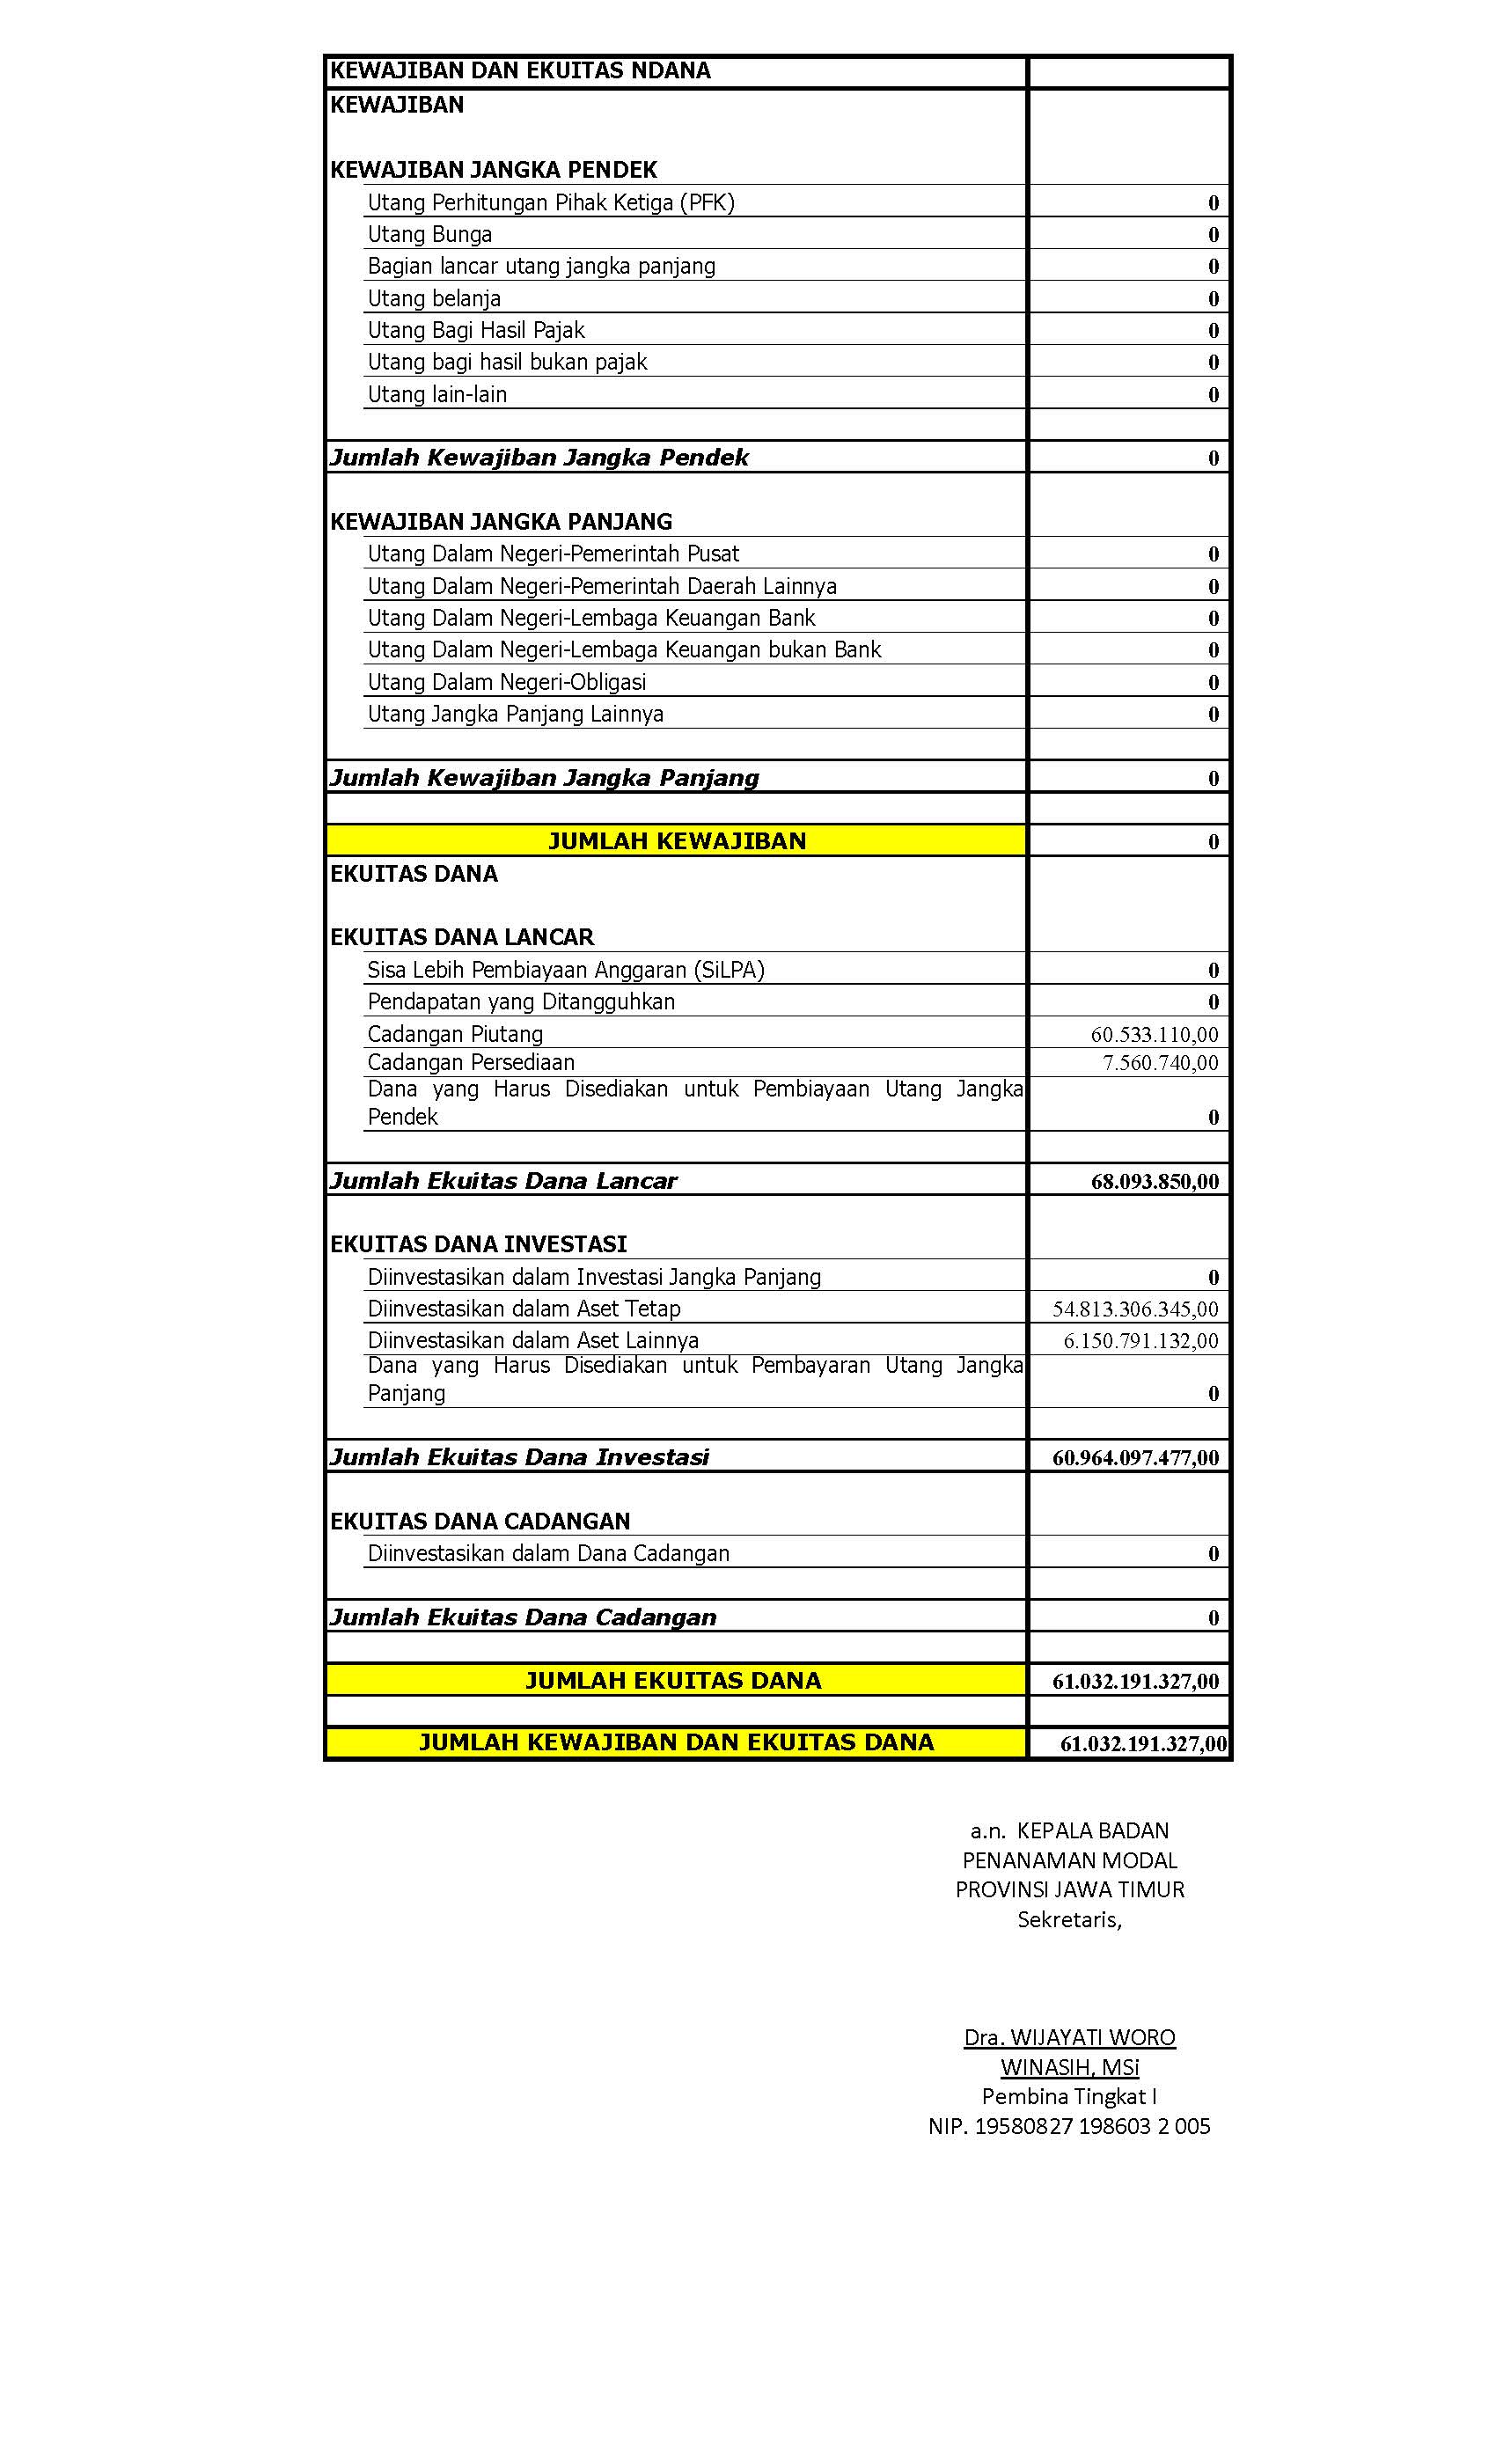 KEWAJIBAN DAN EKUITAS NDANA
KEWAJIBAN
KEWAJIBAN JANGKA PENDEK
Utang Perhitungan Pihak Ketiga (PFK) 0
Utang Bunga 0
Bagian lancar utang jangka panjang 0
Utang belanja 0
Utang Bagi Hasil Pajak 0
Utang bagi hasil bukan pajak 0
Utang lain-lain 0
Jumlah Kewajiban Jangka Pendek 0
KEWAJIBAN JANGKA PANJANG
Utang Dalam Negeri-Pemerintah Pusat 0
Utang Dalam Negeri-Pemerintah Daerah Lainnya 0
Utang Dalam Negeri-Lembaga Keuangan Bank 0
Utang Dalam Negeri-Lembaga Keuangan bukan Bank 0
Utang Dalam Negeri-Obligasi 0
Utang Jangka Panjang Lainnya 0
Jumlah Kewajiban Jangka Panjang 0
JUMLAH KEWAJIBAN 0
EKUITAS DANA
EKUITAS DANA LANCAR
Sisa Lebih Pembiayaan Anggaran (SiLPA) 0
Pendapatan yang Ditangguhkan 0
Cadangan Piutang 60.533.110,00
Cadangan Persediaan 7.560.740,00
Dana yang Harus Disediakan untuk Pembiayaan Utang Jangka
Pendek 0
Jumlah Ekuitas Dana Lancar 68.093.850,00
EKUITAS DANA INVESTASI
Diinvestasikan dalam Investasi Jangka Panjang 0
Diinvestasikan dalam Aset Tetap 54.813.306.345,00
Diinvestasikan dalam Aset Lainnya 6.150.791.132,00
Dana yang Harus Disediakan untuk Pembayaran Utang Jangka
Panjang 0
Jumlah Ekuitas Dana Investasi 60.964.097.477,00
EKUITAS DANA CADANGAN
Diinvestasikan dalam Dana Cadangan 0
Jumlah Ekuitas Dana Cadangan 0
JUMLAH EKUITAS DANA 61.032.191.327,00
JUMLAH KEWAJIBAN DAN EKUITAS DANA 61.032.191.327,00
a.n. KEPALA BADAN
PENANAMAN MODAL
PROVINSI JAWA TIMUR
Sekretaris,
Dra. WIJAYATI WORO
WINASIH, MSi
Pembina Tingkat I
NIP. 19580827 198603 2 005